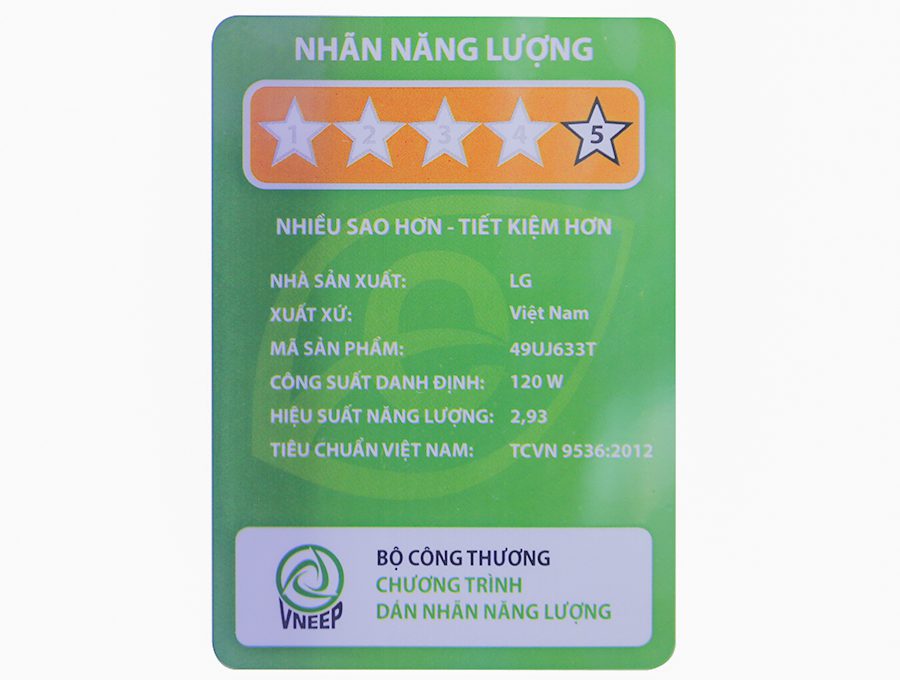 NHÃN NĂNG LƯỢNG
1 2 3 4 5
NHIỀU SAO HƠN - TIẾT KIỆM HƠN
NHÀ SẢN XUẤT: LG
XUẤT XỨ: Việt Nam
MÃ SẢN PHẨM: 49UJ633T
CÔNG SUẤT DANH ĐỊNH: 120 W
HIỆU SUẤT NĂNG LƯỢNG: 2,93
TIÊU CHUẨN VIỆT NAM: TCVN 9536:2012
BỘ CÔNG THƯƠNG
CHƯƠNG TRÌNH
DÁN NHÃN NĂNG LƯỢNG
VNEEP